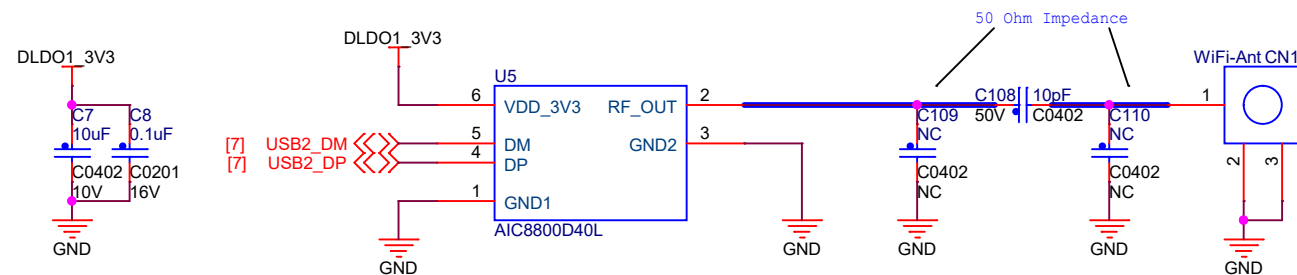 50 Ohm Impedance
DLDO1_3V3
DLDO1_3V3
WiFi-Ant CN1
U5
C7
C8
10uF
0.1uF
C0402
C0201
10V
16V
GND
6
VDD_3V3
RF_OUT
2
[7] USB2_DM
5
DM
GND2
3
[7] USB2_DP
4
DP
1
GND1
AIC8800D40L
GND
GND
C108
10pF
50V
C0402
C109
NC
C0402
NC
GND
C110
NC
C0402
NC
GND
1
2
3
GND